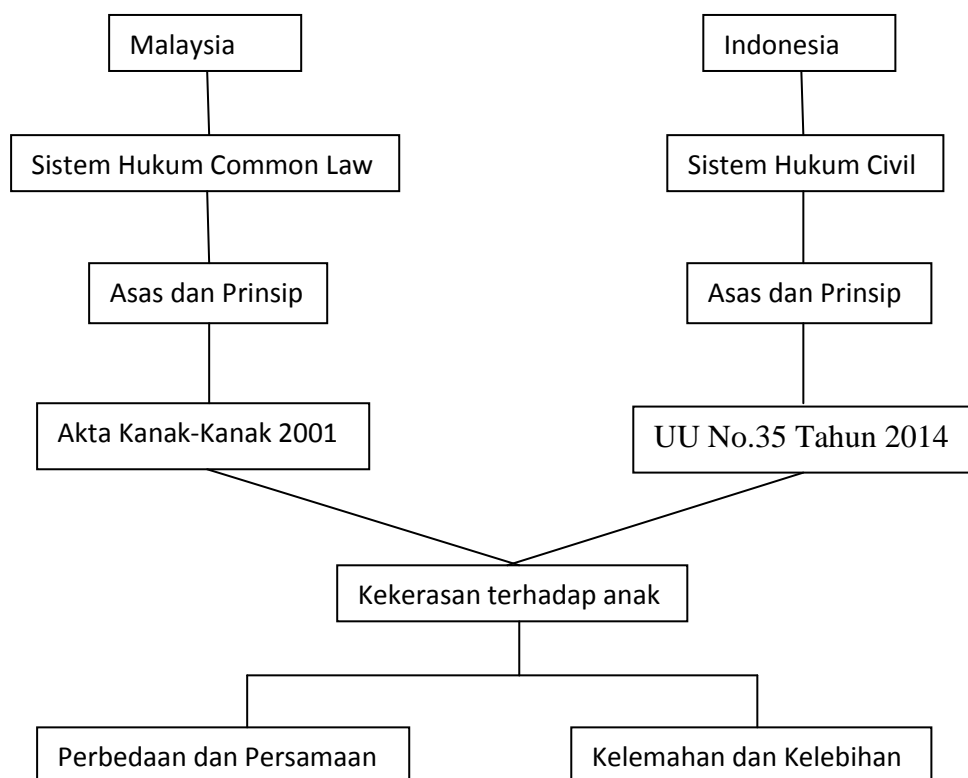 Malaysia
Indonesia
Sistem Hukum Common Law
Sistem Hukum Civil
Asas dan Prinsip
Asas dan Prinsip
Akta Kanak-Kanak 2001
UU No.35 Tahun 2014
Kekerasan terhadap anak
Perbedaan dan Persamaan
Kelemahan dan Kelebihan